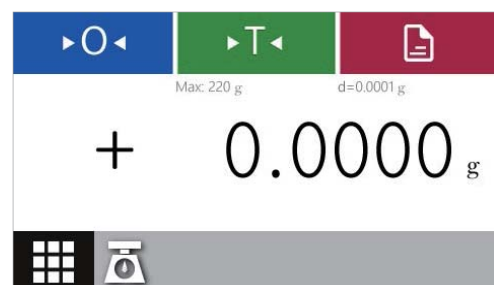 ▸O◂ ▸T◂
Max: 220 g d=0.0001 g
+ 0.0000 g